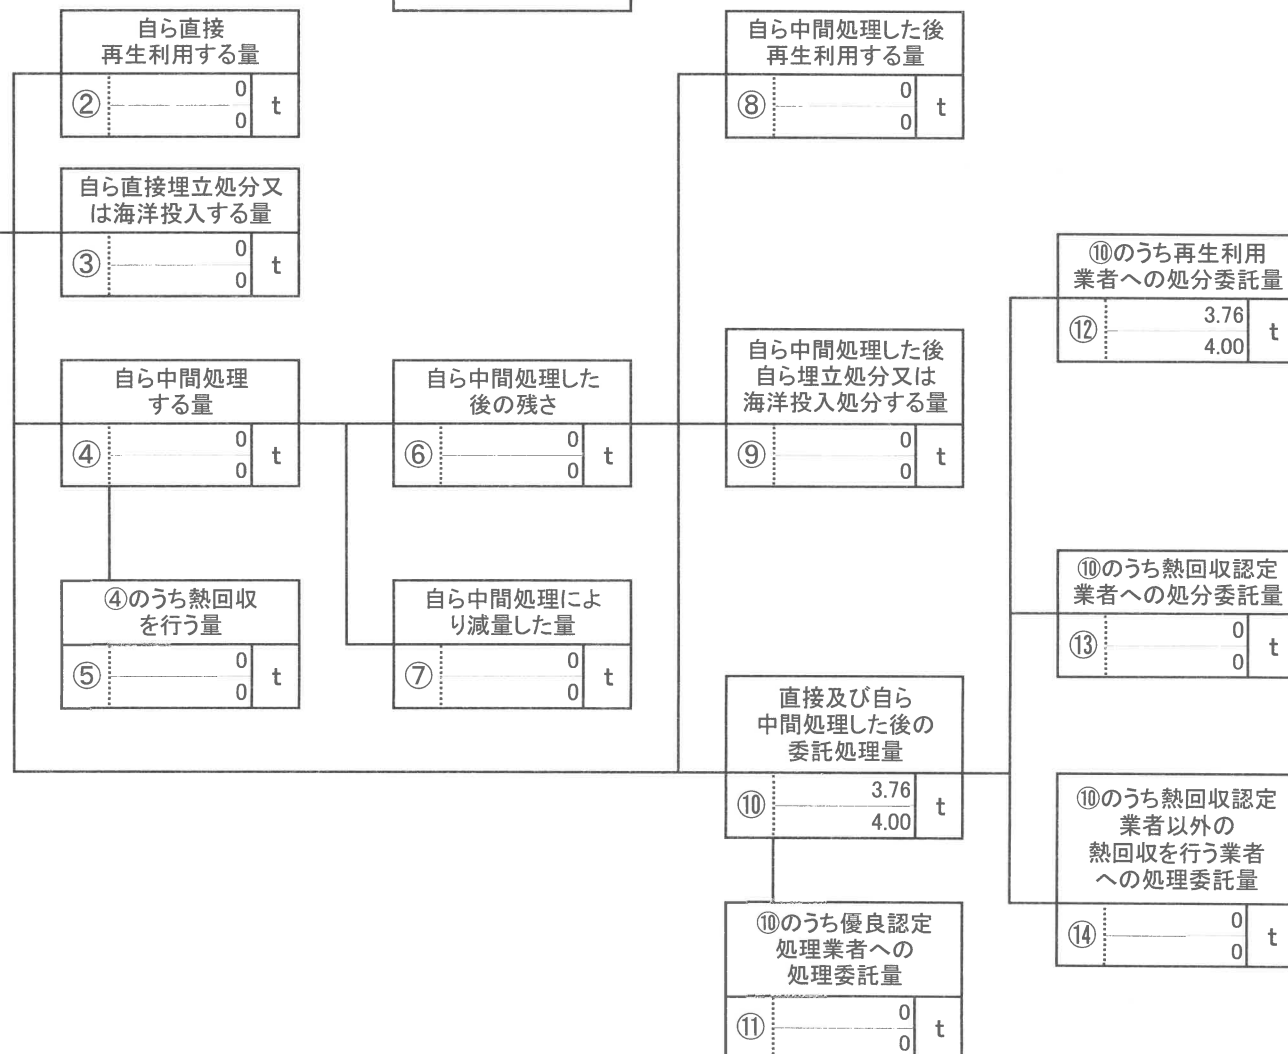 自ら直接
再生利用する量
② 0 t
0
自ら直接埋立処分又
は海洋投入する量
③ 0 t
0
自ら中間処理
する量
④ 0 t
0
④のうち熱回収
を行う量
⑤ 0 t
0
自ら中間処理した
後の残さ
⑥ 0 t
0
自ら中間処理によ
り減量した量
⑦ 0 t
0
自ら中間処理した後
再生利用する量
⑧ 0 t
0
自ら中間処理した後
自ら埋立処分又は
海洋投入処分する量
⑨ 0 t
0
直接及び自ら
中間処理した後の
委託処理量
⑩ 3.76 t
4.00
⑩のうち優良認定
処理業者への
処理委託量
⑪ 0 t
0
⑩のうち再生利用
業者への処分委託量
⑫ 3.76 t
4.00
⑩のうち熱回収認定
業者への処分委託量
⑬ 0 t
0
⑩のうち熱回収認定
業者以外の
熱回収を行う業者
への処理委託量
⑭ 0 t
0